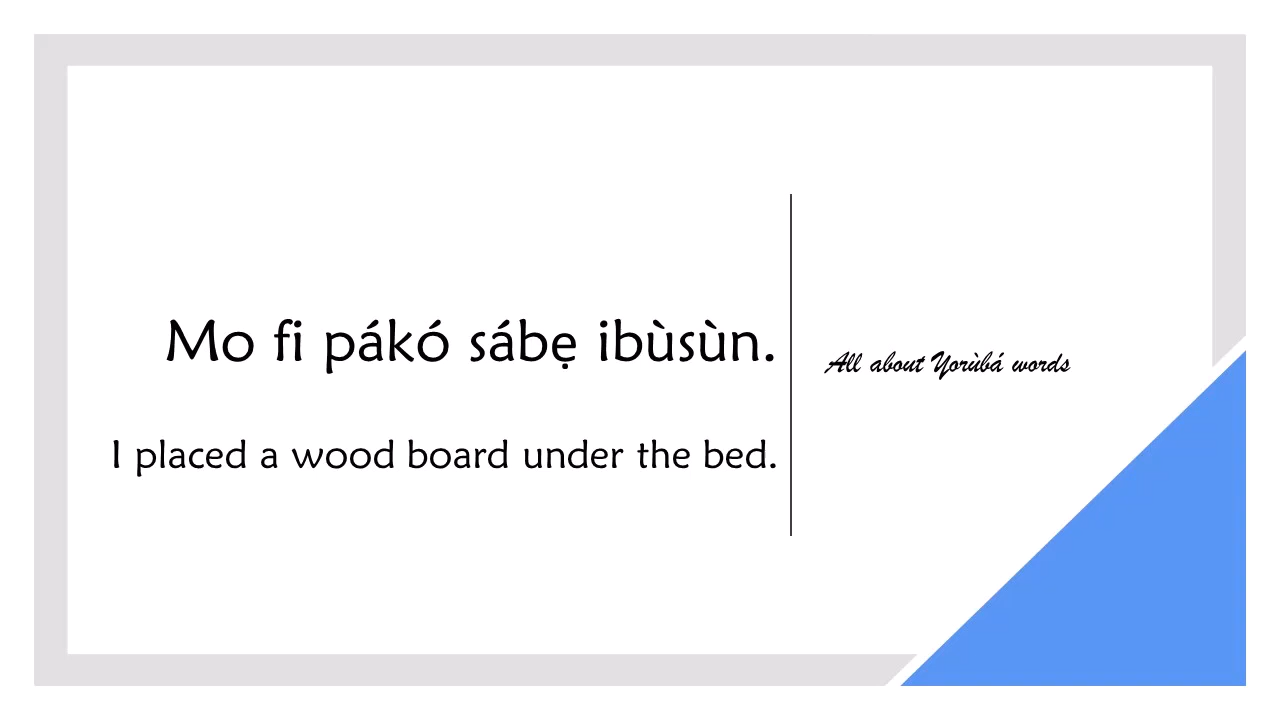 Mo fi pákó sábẹ ibùsùn.
I placed a wood board under the bed.
All about Yorùbá words